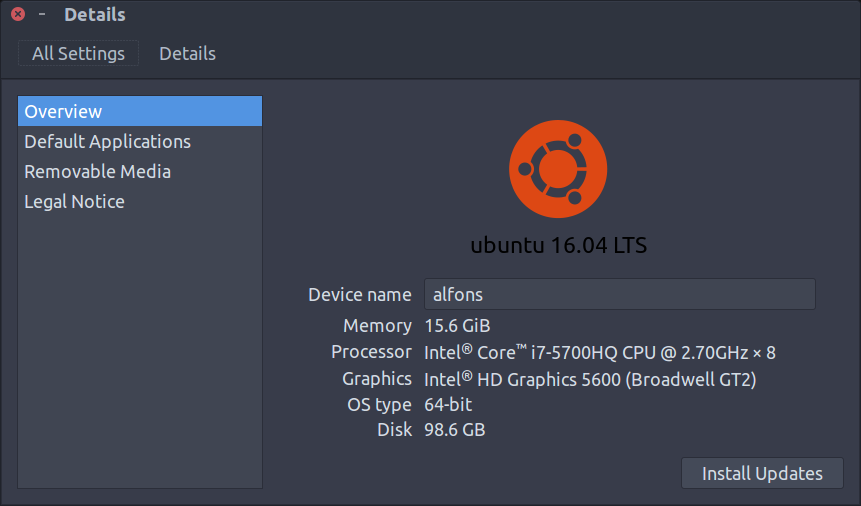 Details
All Settings Details
Overview
Default Applications
Removable Media
Legal Notice
ubuntu 16.04 LTS
Device name alfons
Memory 15.6 GiB
Processor Intel® Core™ i7-5700HQ CPU @ 2.70GHz × 8
Graphics Intel® HD Graphics 5600 (Broadwell GT2)
OS type 64-bit
Disk 98.6 GB
Install Updates